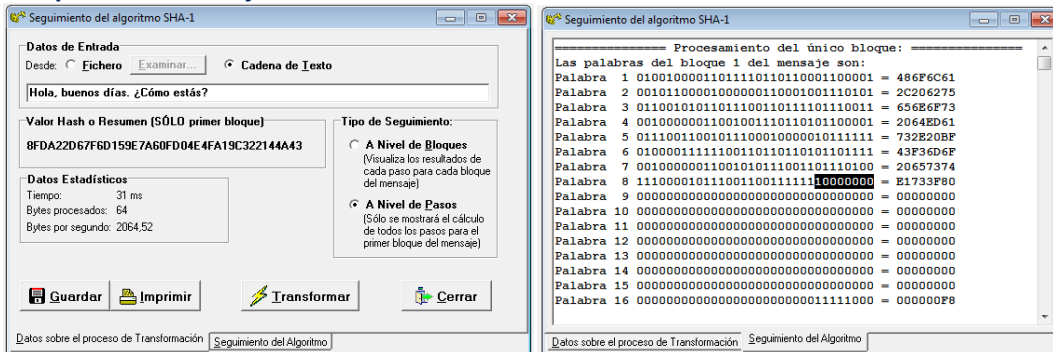 Seguimiento del algoritmo SHA-1
Datos de Entrada
Desde: Fichero Examinar... Cadena de Texto
Hola, buenos días. ¿Cómo estás?
Valor Hash o Resumen (SÓLO primer bloque)
8FDA22D67F6D159E7A60FD04E4FA19C322144A43
Datos Estadísticos
Tiempo: 31 ms
Bytes procesados: 64
Bytes por segundo: 2064,52
Tipo de Seguimiento:
A Nivel de Bloques
(Visualiza los resultados de
cada paso para cada bloque
del mensaje)
A Nivel de Pasos
(Sólo se mostrará el cálculo
de todos los pasos para el
primer bloque del mensaje)
Guardar Imprimir Transformar Cerrar
Datos sobre el proceso de Transformación Seguimiento del Algoritmo
Seguimiento del algoritmo SHA-1
================ Procesamiento del único bloque: ================
Las palabras del bloque 1 del mensaje son:
Palabra 1 01001000011011110110110001100001 = 486F6C61
Palabra 2 00101100001000000110001001110101 = 2C206275
Palabra 3 01100101011011100110111101110011 = 656E6F73
Palabra 4 00100000011001001110110101100001 = 2064ED61
Palabra 5 01110011001011100010000010111111 = 732E20BF
Palabra 6 01000011111100110110110101101111 = 43F36D6F
Palabra 7 00100000011001010111001101110100 = 20657374
Palabra 8 11100001011100110011111110000000 = E1733F80
Palabra 9 00000000000000000000000000000000 = 00000000
Palabra 10 00000000000000000000000000000000 = 00000000
Palabra 11 00000000000000000000000000000000 = 00000000
Palabra 12 00000000000000000000000000000000 = 00000000
Palabra 13 00000000000000000000000000000000 = 00000000
Palabra 14 00000000000000000000000000000000 = 00000000
Palabra 15 00000000000000000000000000000000 = 00000000
Palabra 16 00000000000000000000000011111000 = 000000F8
Datos sobre el proceso de Transformación Seguimiento del Algoritmo